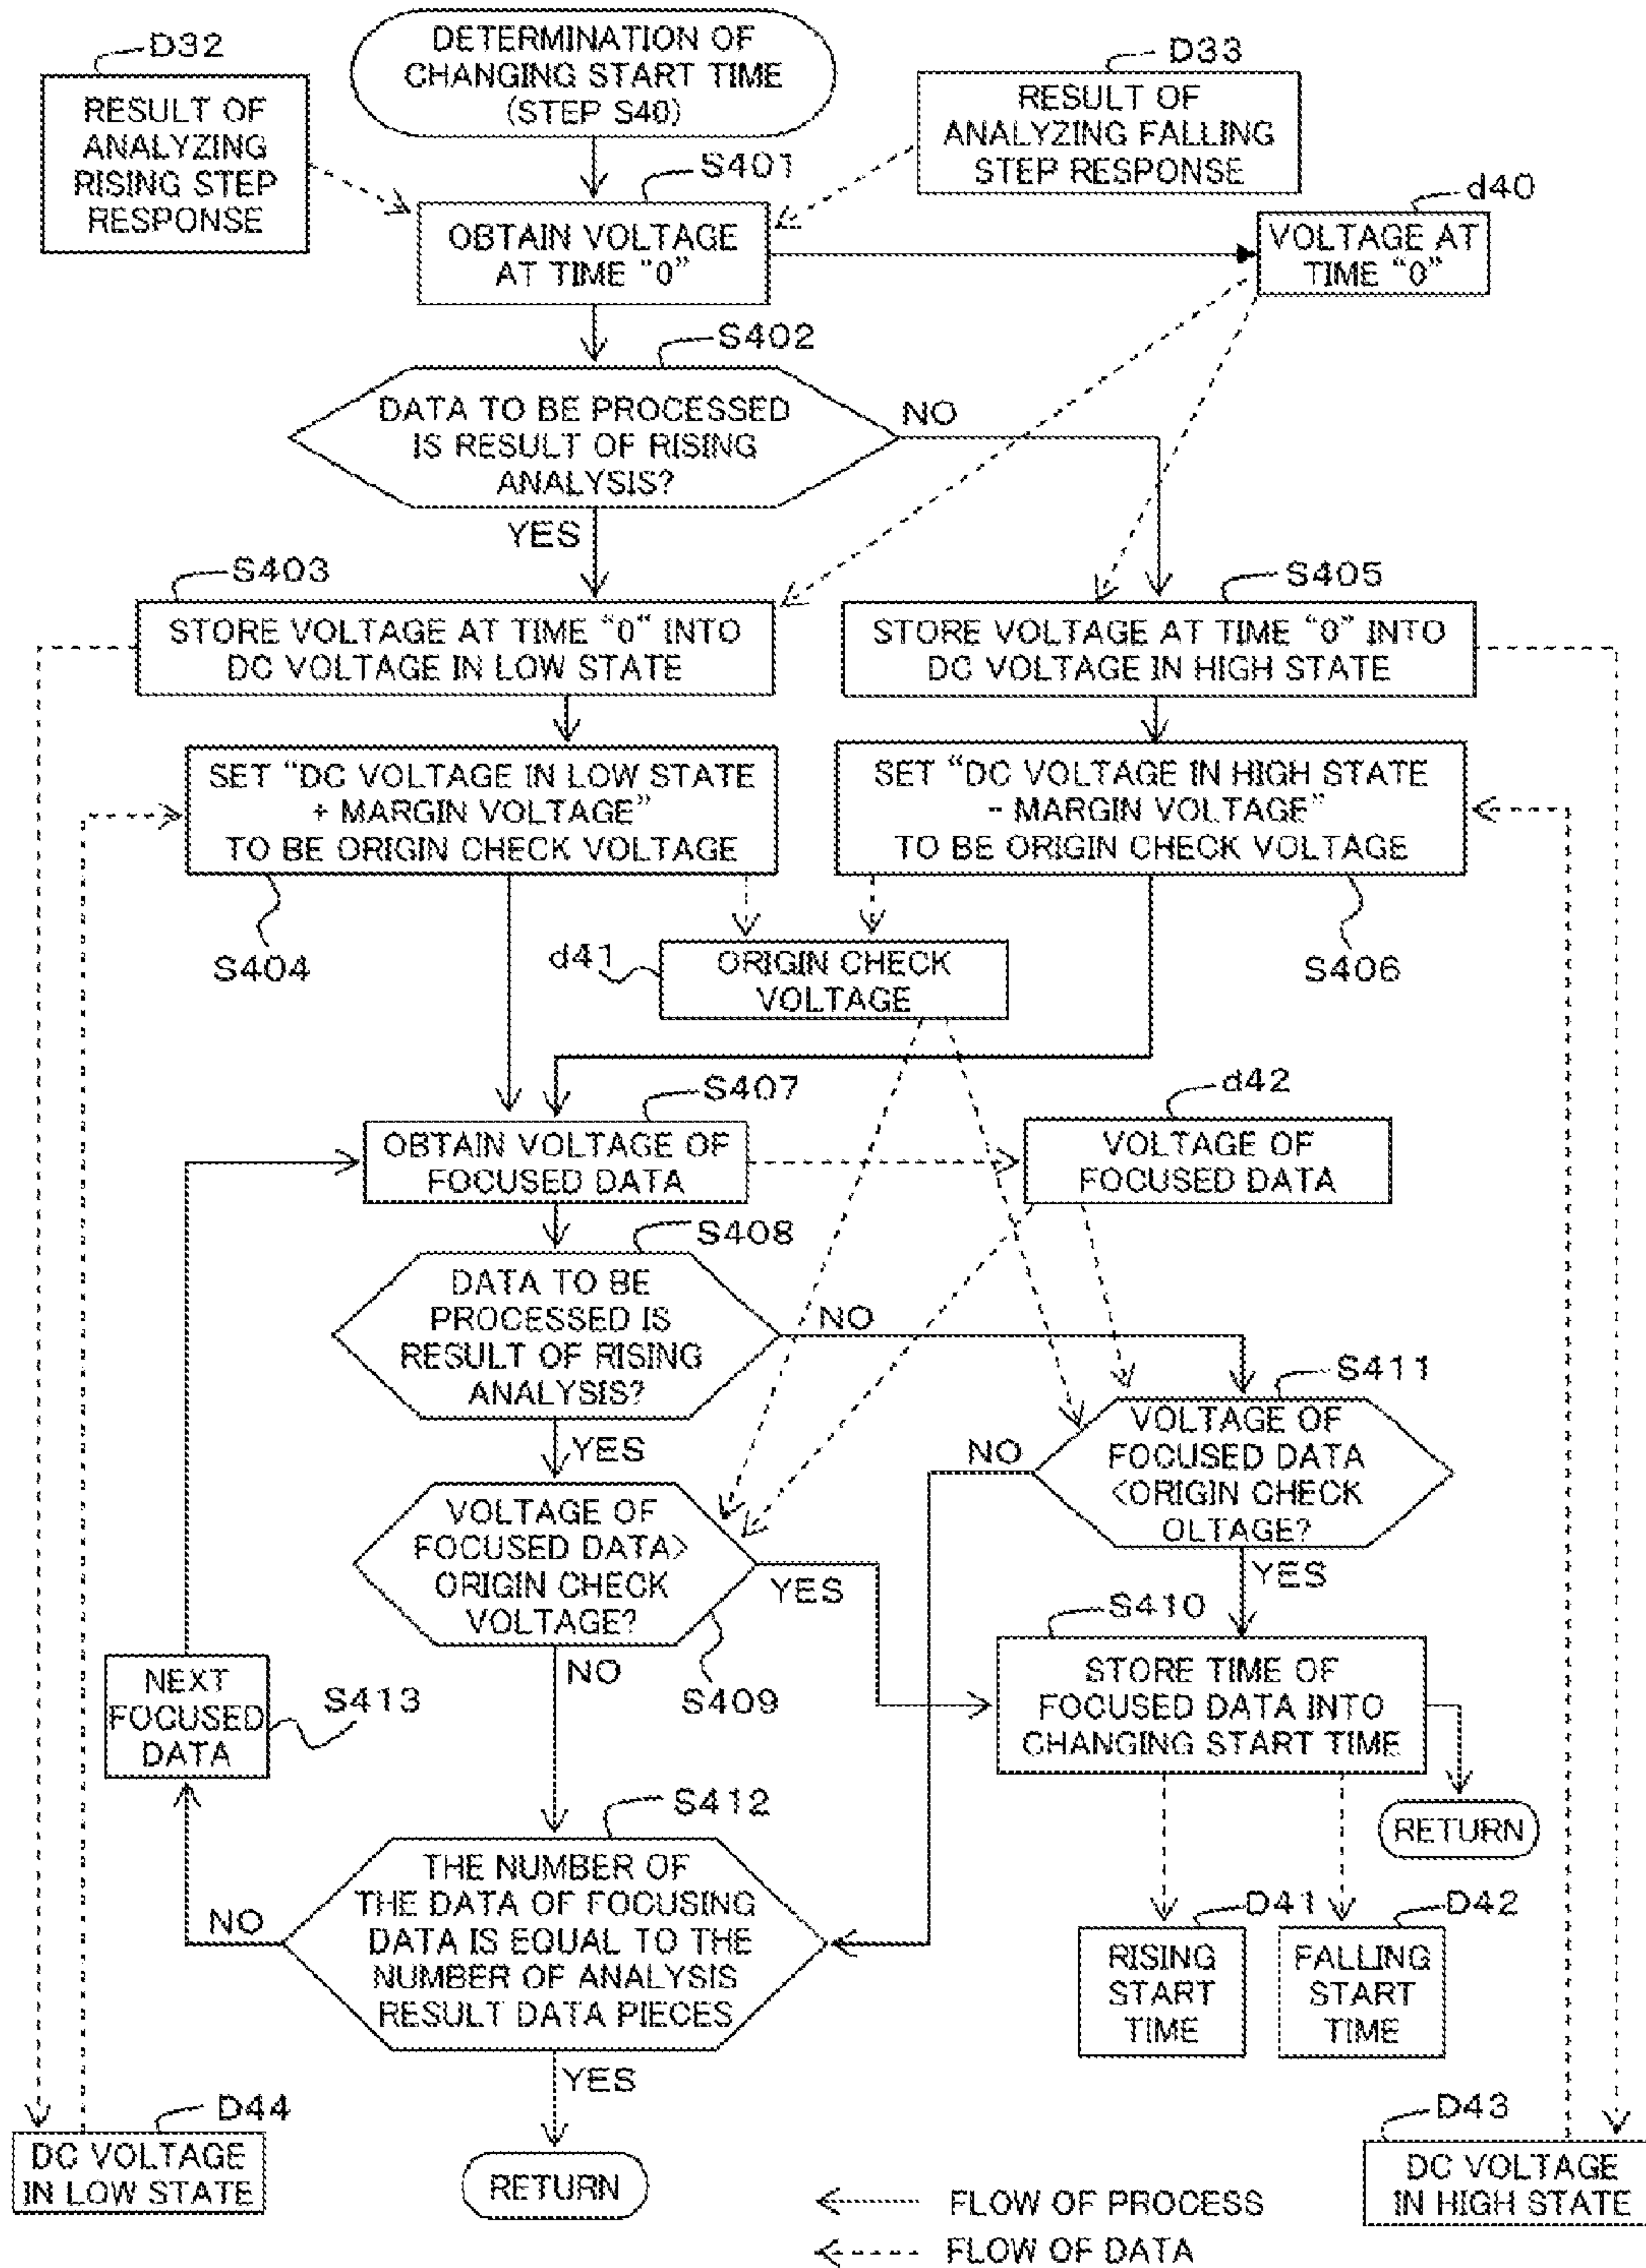 D32
DETERMINATION OF
CHANGING START TIME
(STEP S40)
D33
RESULT OF
ANALYZING
RISING STEP
RESPONSE
RESULT OF
ANALYZING FALLING
STEP RESPONSE
S401
d40
OBTAIN VOLTAGE
AT TIME "0"
VOLTAGE AT
TIME "0"
S402
DATA TO BE PROCESSED
IS RESULT OF RISING
ANALYSIS?
NO
YES
S403
S405
STORE VOLTAGE AT TIME "0" INTO
DC VOLTAGE IN LOW STATE
STORE VOLTAGE AT TIME "0" INTO
DC VOLTAGE IN HIGH STATE
SET "DC VOLTAGE IN LOW STATE
+ MARGIN VOLTAGE"
TO BE ORIGIN CHECK VOLTAGE
SET "DC VOLTAGE IN HIGH STATE
- MARGIN VOLTAGE"
TO BE ORIGIN CHECK VOLTAGE
S404
d41
ORIGIN CHECK
VOLTAGE
S406
S407
d42
OBTAIN VOLTAGE OF
FOCUSED DATA
VOLTAGE OF
FOCUSED DATA
S408
DATA TO BE
PROCESSED IS
RESULT OF RISING
ANALYSIS?
NO
YES
S411
VOLTAGE OF
FOCUSED DATA
<ORIGIN CHECK
OLTAGE?
NO
YES
VOLTAGE OF
FOCUSED DATA>
ORIGIN CHECK
VOLTAGE?
YES
NO
S409
S410
STORE TIME OF
FOCUSED DATA INTO
CHANGING START TIME
NEXT
FOCUSED
DATA
S413
RETURN
S412
THE NUMBER OF
THE DATA OF FOCUSING
DATA IS EQUAL TO THE
NUMBER OF ANALYSIS
RESULT DATA PIECES
NO
YES
D41
D42
RISING
START
TIME
FALLING
START
TIME
D44
DC VOLTAGE
IN LOW STATE
RETURN
D43
DC VOLTAGE
IN HIGH STATE
FLOW OF PROCESS
FLOW OF DATA